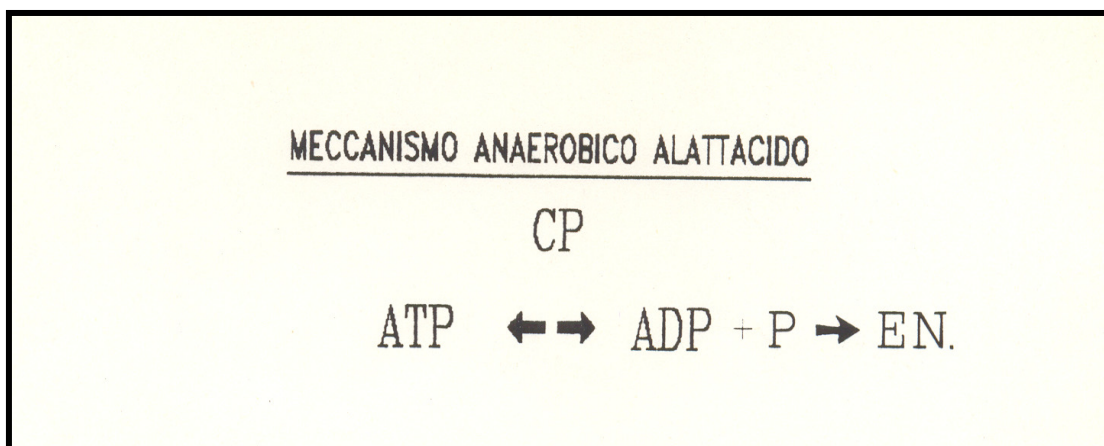 MECCANISMO ANAEROBICO ALATTACIDO
CP
ATP ⬅➡ ADP + P ➡ EN.